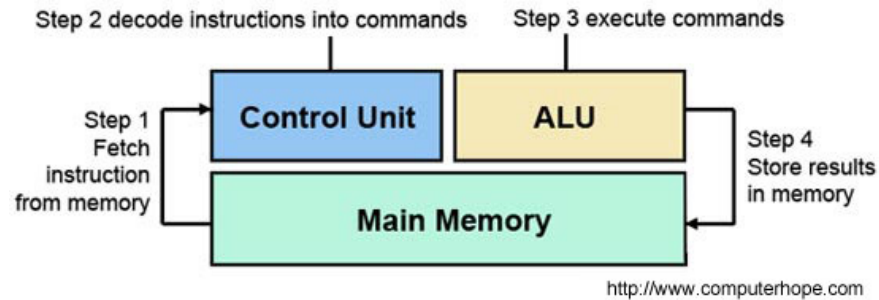 Step 2 decode instructions into commands
Step 3 execute commands
Control Unit
ALU
Step 1
Fetch
instruction
from memory
Step 4
Store results
in memory
Main Memory
http://www.computerhope.com